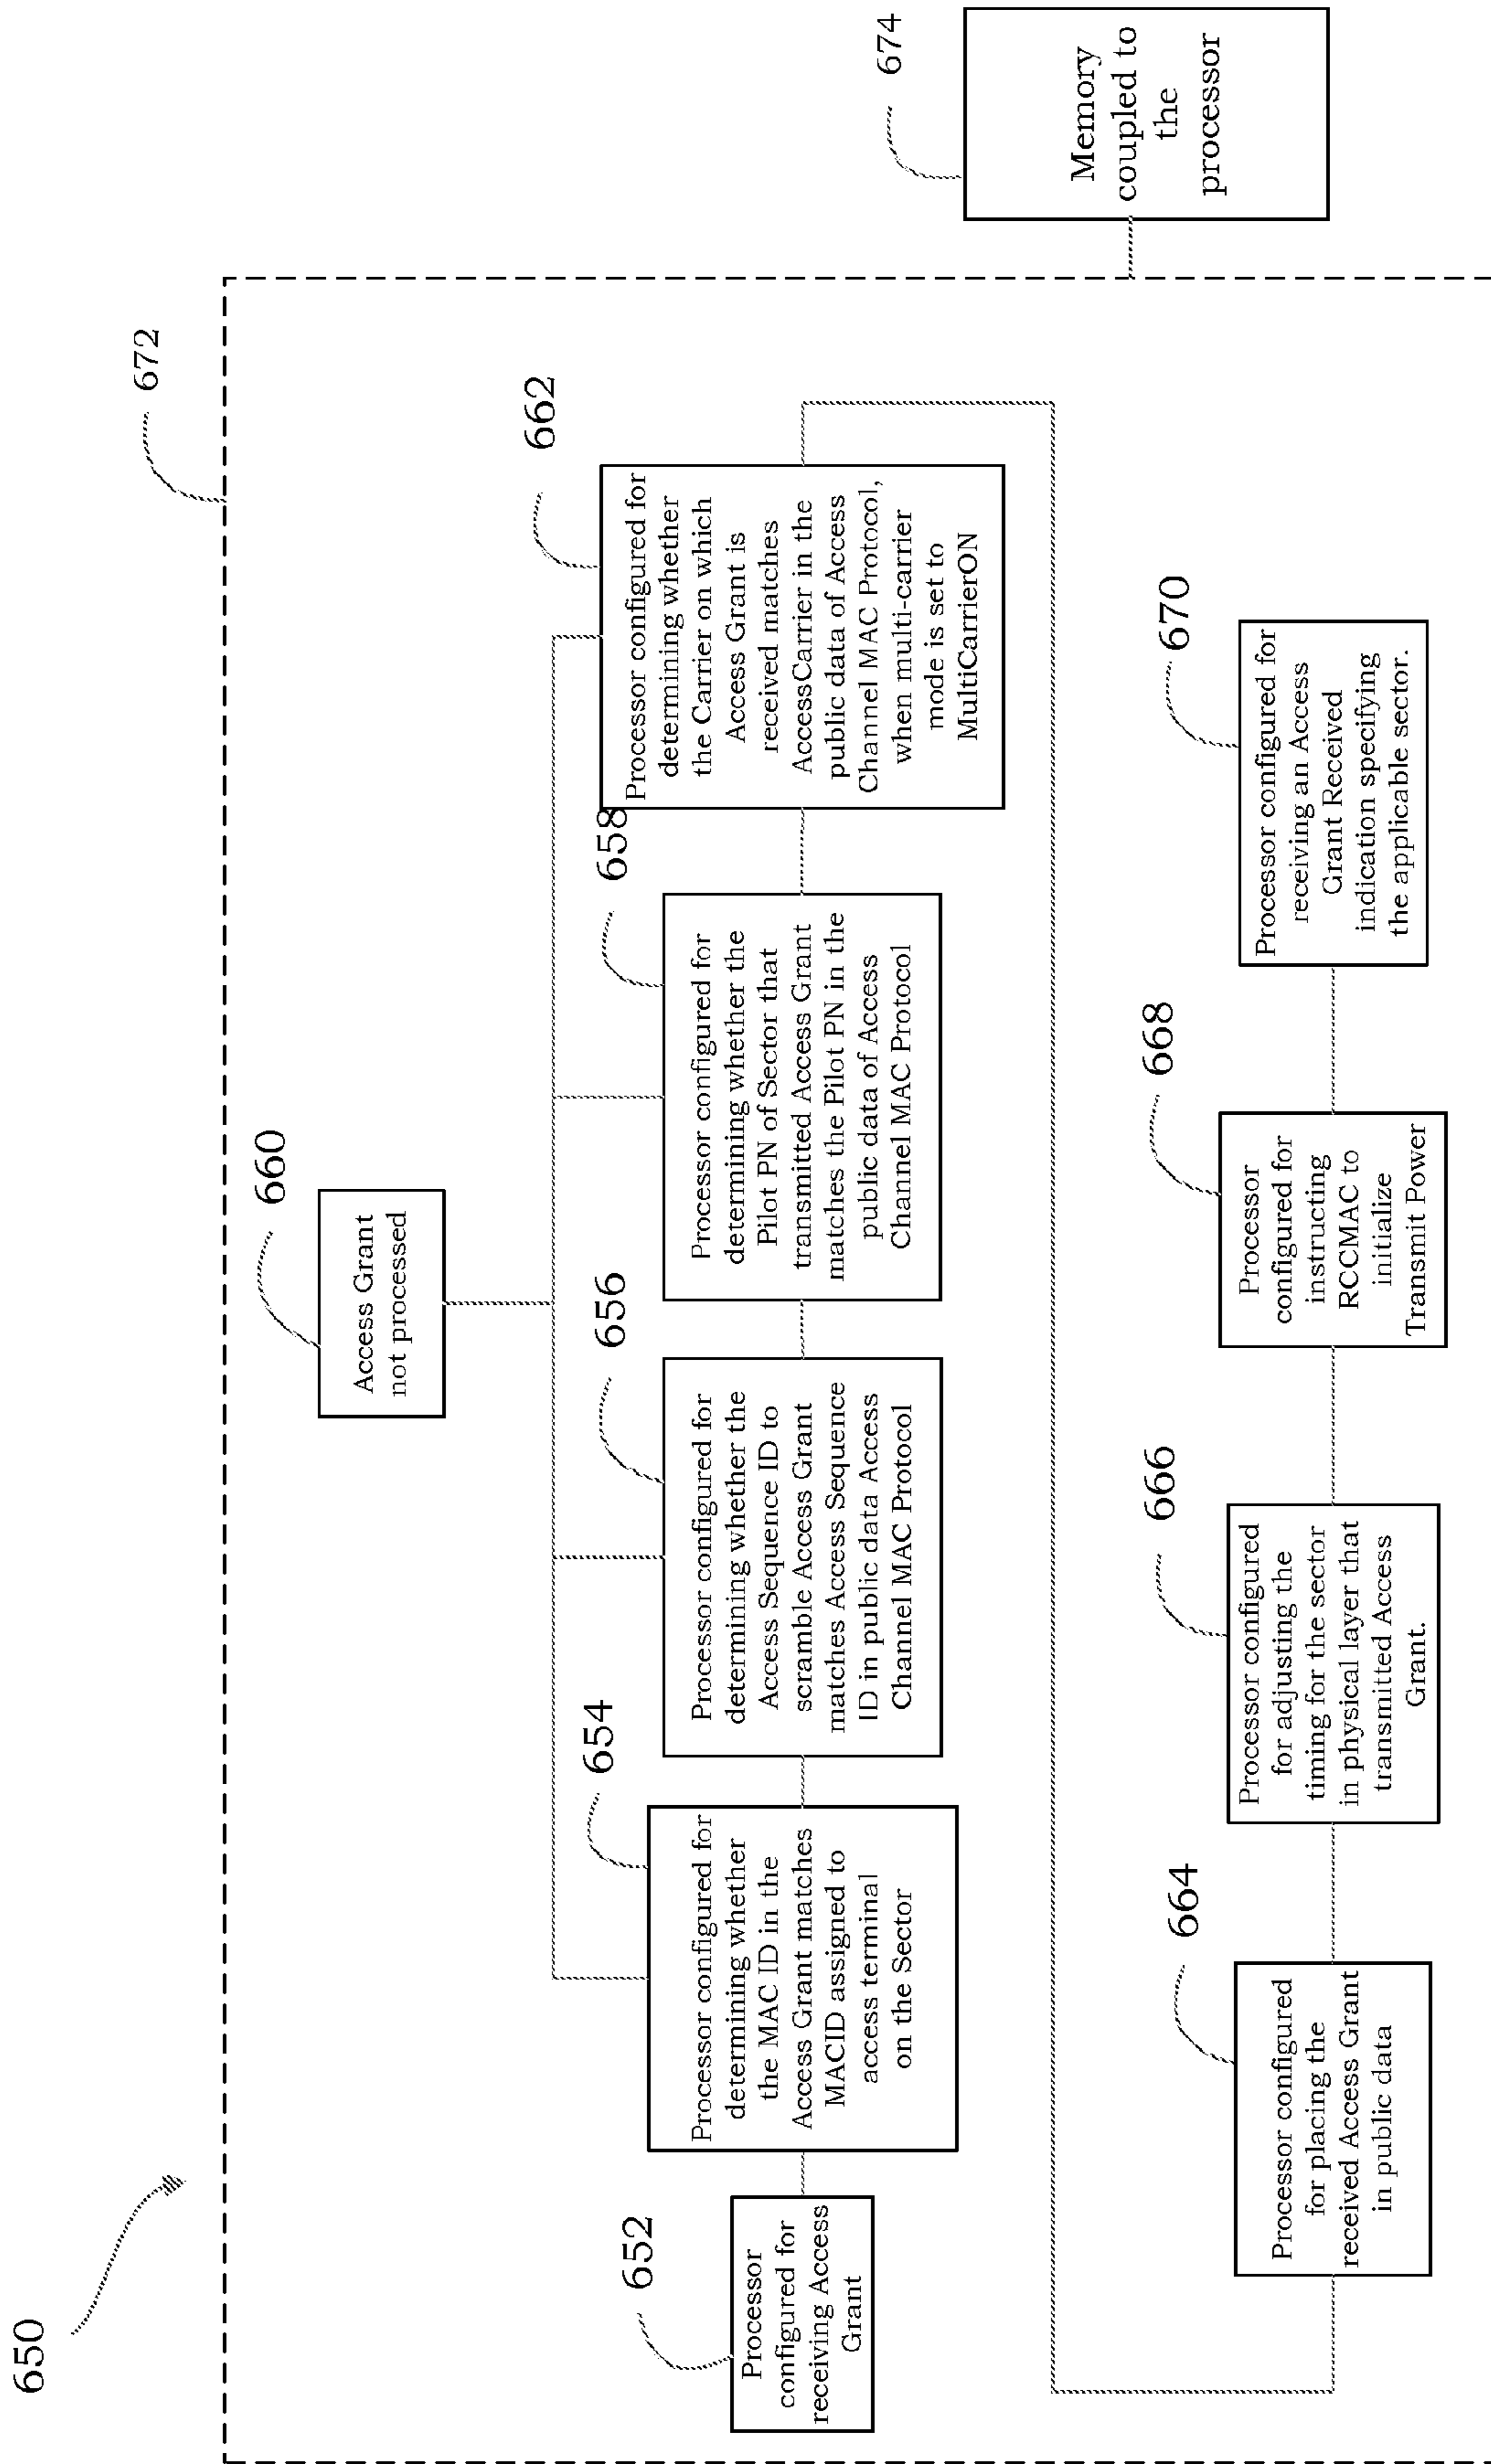 650
672
674
Memory
coupled to
the
processor
660
Access Grant
not processed
652
Processor
configured for
receiving Access
Grant
654
Processor configured for
determining whether
the MAC ID in the
Access Grant matches
MACID assigned to
access terminal
on the Sector
656
Processor configured for
determining whether the
Access Sequence ID to
scramble Access Grant
matches Access Sequence
ID in public data Access
Channel MAC Protocol
658
Processor configured for
determining whether the
Pilot PN of Sector that
transmitted Access Grant
matches the Pilot PN in the
public data of Access
Channel MAC Protocol
662
Processor configured for
determining whether
the Carrier on which
Access Grant is
received matches
AccessCarrier in the
public data of Access
Channel MAC Protocol,
when multi-carrier
mode is set to
MultiCarrierON
664
Processor configured
for placing the
received Access Grant
in public data
666
Processor configured
for adjusting the
timing for the sector
in physical layer that
transmitted Access
Grant.
668
Processor
configured for
instructing
RCCMAC to
initialize
Transmit Power
670
Processor configured for
receiving an Access
Grant Received
indication specifying
the applicable sector.